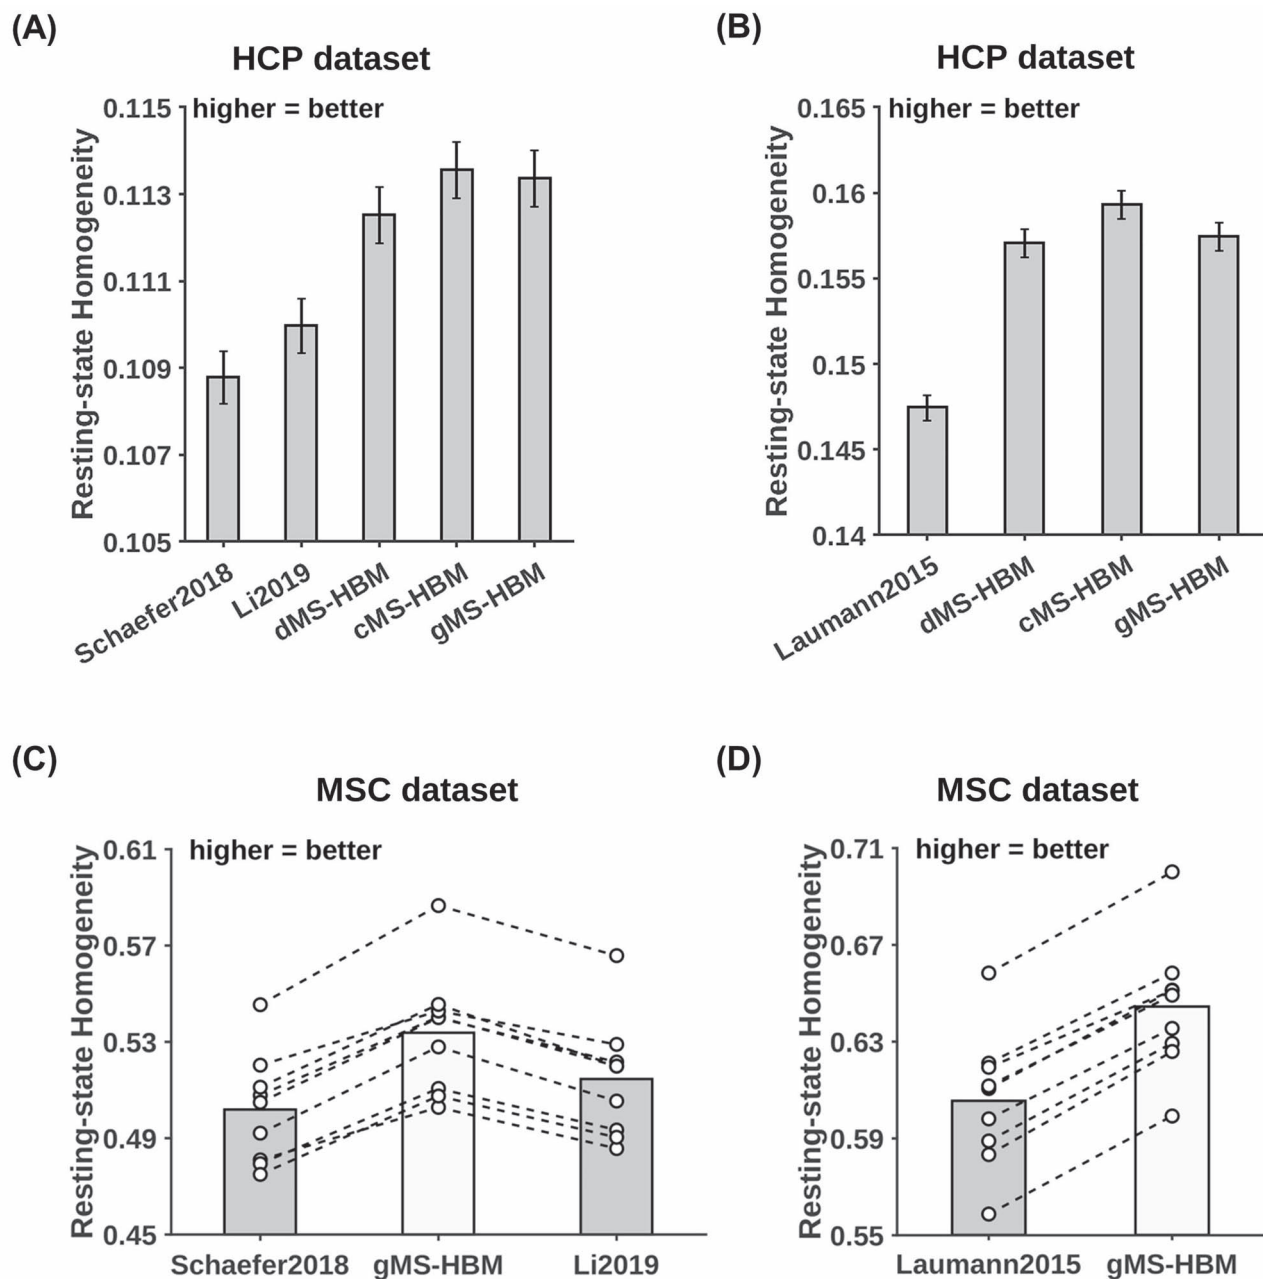 (A)
HCP dataset
higher = better
Resting-state Homogeneity
0.115
0.113
0.111
0.109
0.107
0.105
Schaefer2018
Li2019
dMS-HBM
cMS-HBM
gMS-HBM
(B)
HCP dataset
higher = better
Resting-state Homogeneity
0.165
0.16
0.155
0.15
0.145
0.14
Laumann2015
dMS-HBM
cMS-HBM
gMS-HBM
(C)
MSC dataset
higher = better
Resting-state Homogeneity
0.61
0.57
0.53
0.49
0.45
Schaefer2018
gMS-HBM
Li2019
(D)
MSC dataset
higher = better
Resting-state Homogeneity
0.71
0.67
0.63
0.59
0.55
Laumann2015
gMS-HBM